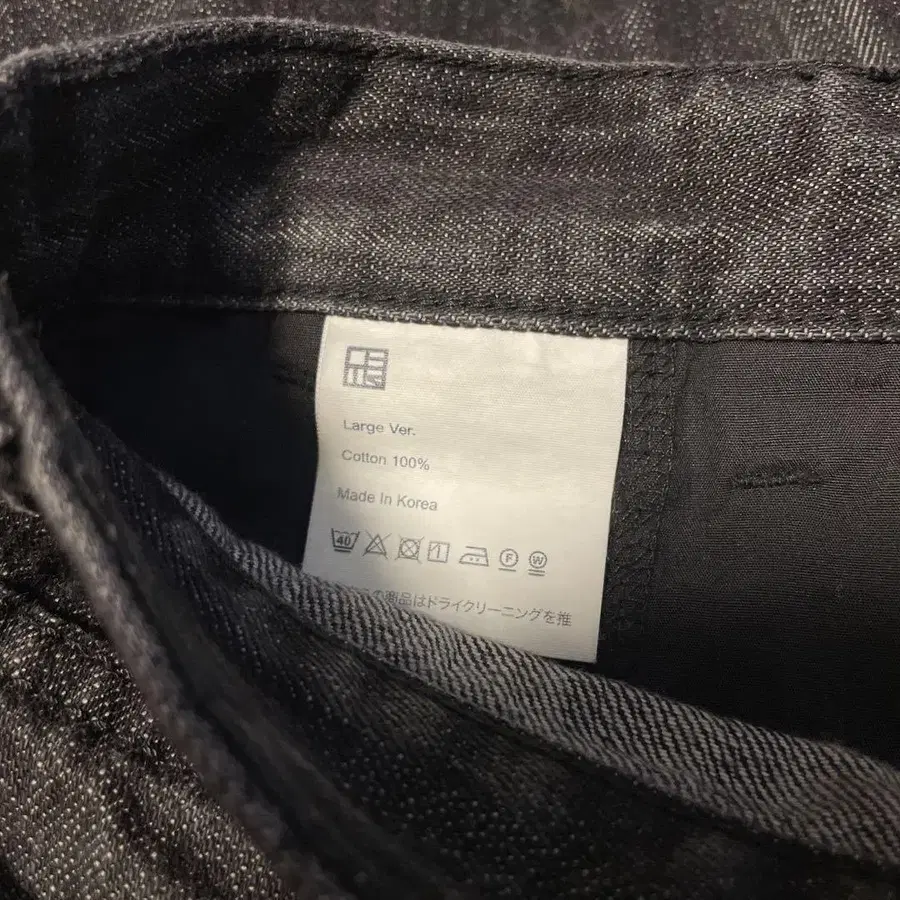 Large Ver.
Cotton 100%
Made In Korea
40 F W
の商品はドライクリーニングを推